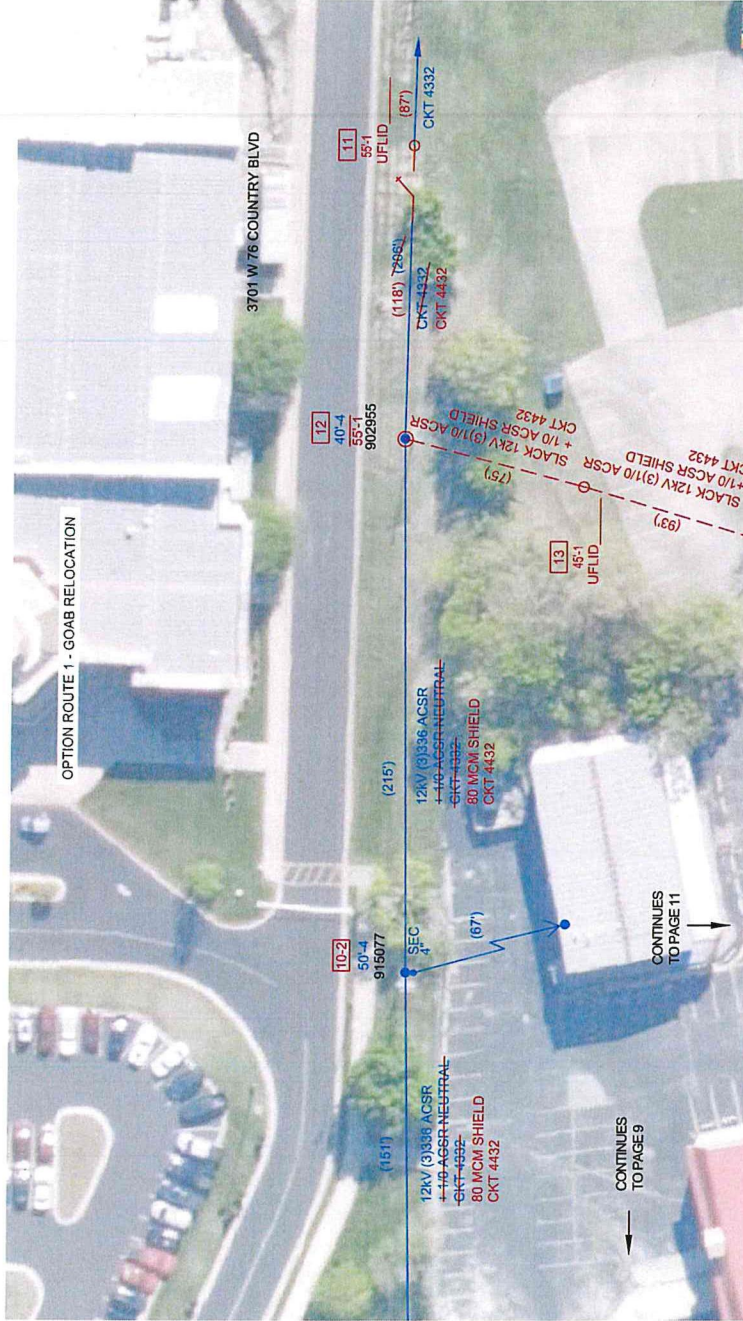 OPTION ROUTE 1 - GOAB RELOCATION
3701 W 76 COUNTRY BLVD
10-2
50'-4
915077
SEC
4"
(67')
(151')
12kV (3)336 ACSR
+ 1/0 ACSR NEUTRAL
CKT 4332
80 MCM SHIELD
CKT 4432
(215')
12kV (3)336 ACSR
+ 1/0 ACSR NEUTRAL
CKT 4332
80 MCM SHIELD
CKT 4432
12
40'-4
55'-1
902955
(118') (206')
CKT 4332
CKT 4432
11
55'-1
UFLID
(87')
CKT 4332
(75')
SLACK 12kV (3)1/0 ACSR
+ 1/0 ACSR SHIELD
CKT 4432
13
45'-1
UFLID
(93')
SLACK 12kV (3)1/0 ACSR
+1/0 ACSR SHIELD
CKT 4432
CONTINUES
TO PAGE 9
CONTINUES
TO PAGE 11